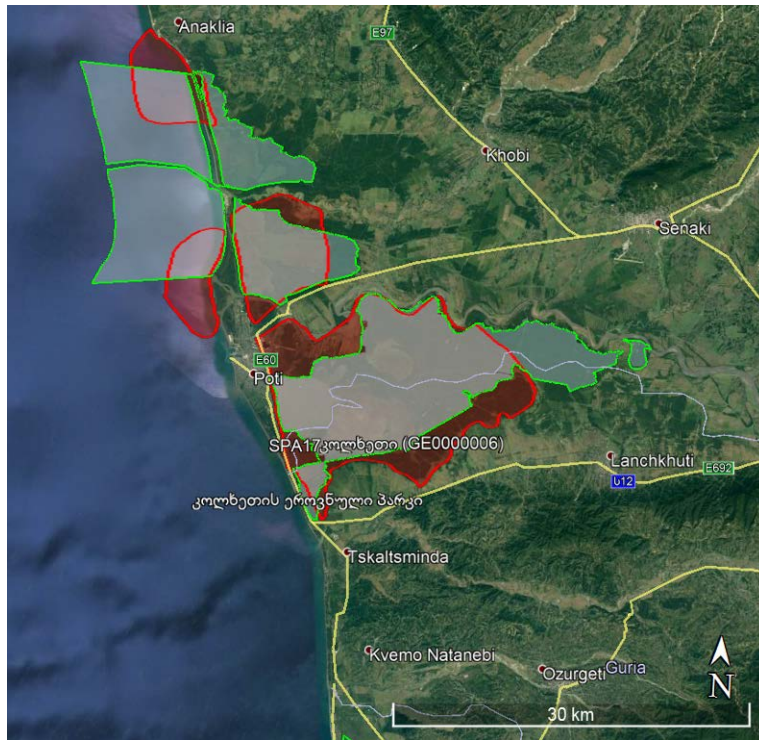 Anaklia
E97
Khobi
Senaki
E60
Poti
SPA17კოლხეთი (GE0000006)
Lanchkhuti
E692
ს12
კოლხეთის ეროვნული პარკი
Tskaltsminda
Kvemo Natanebi
Ozurgeti
Guria
N
30 km